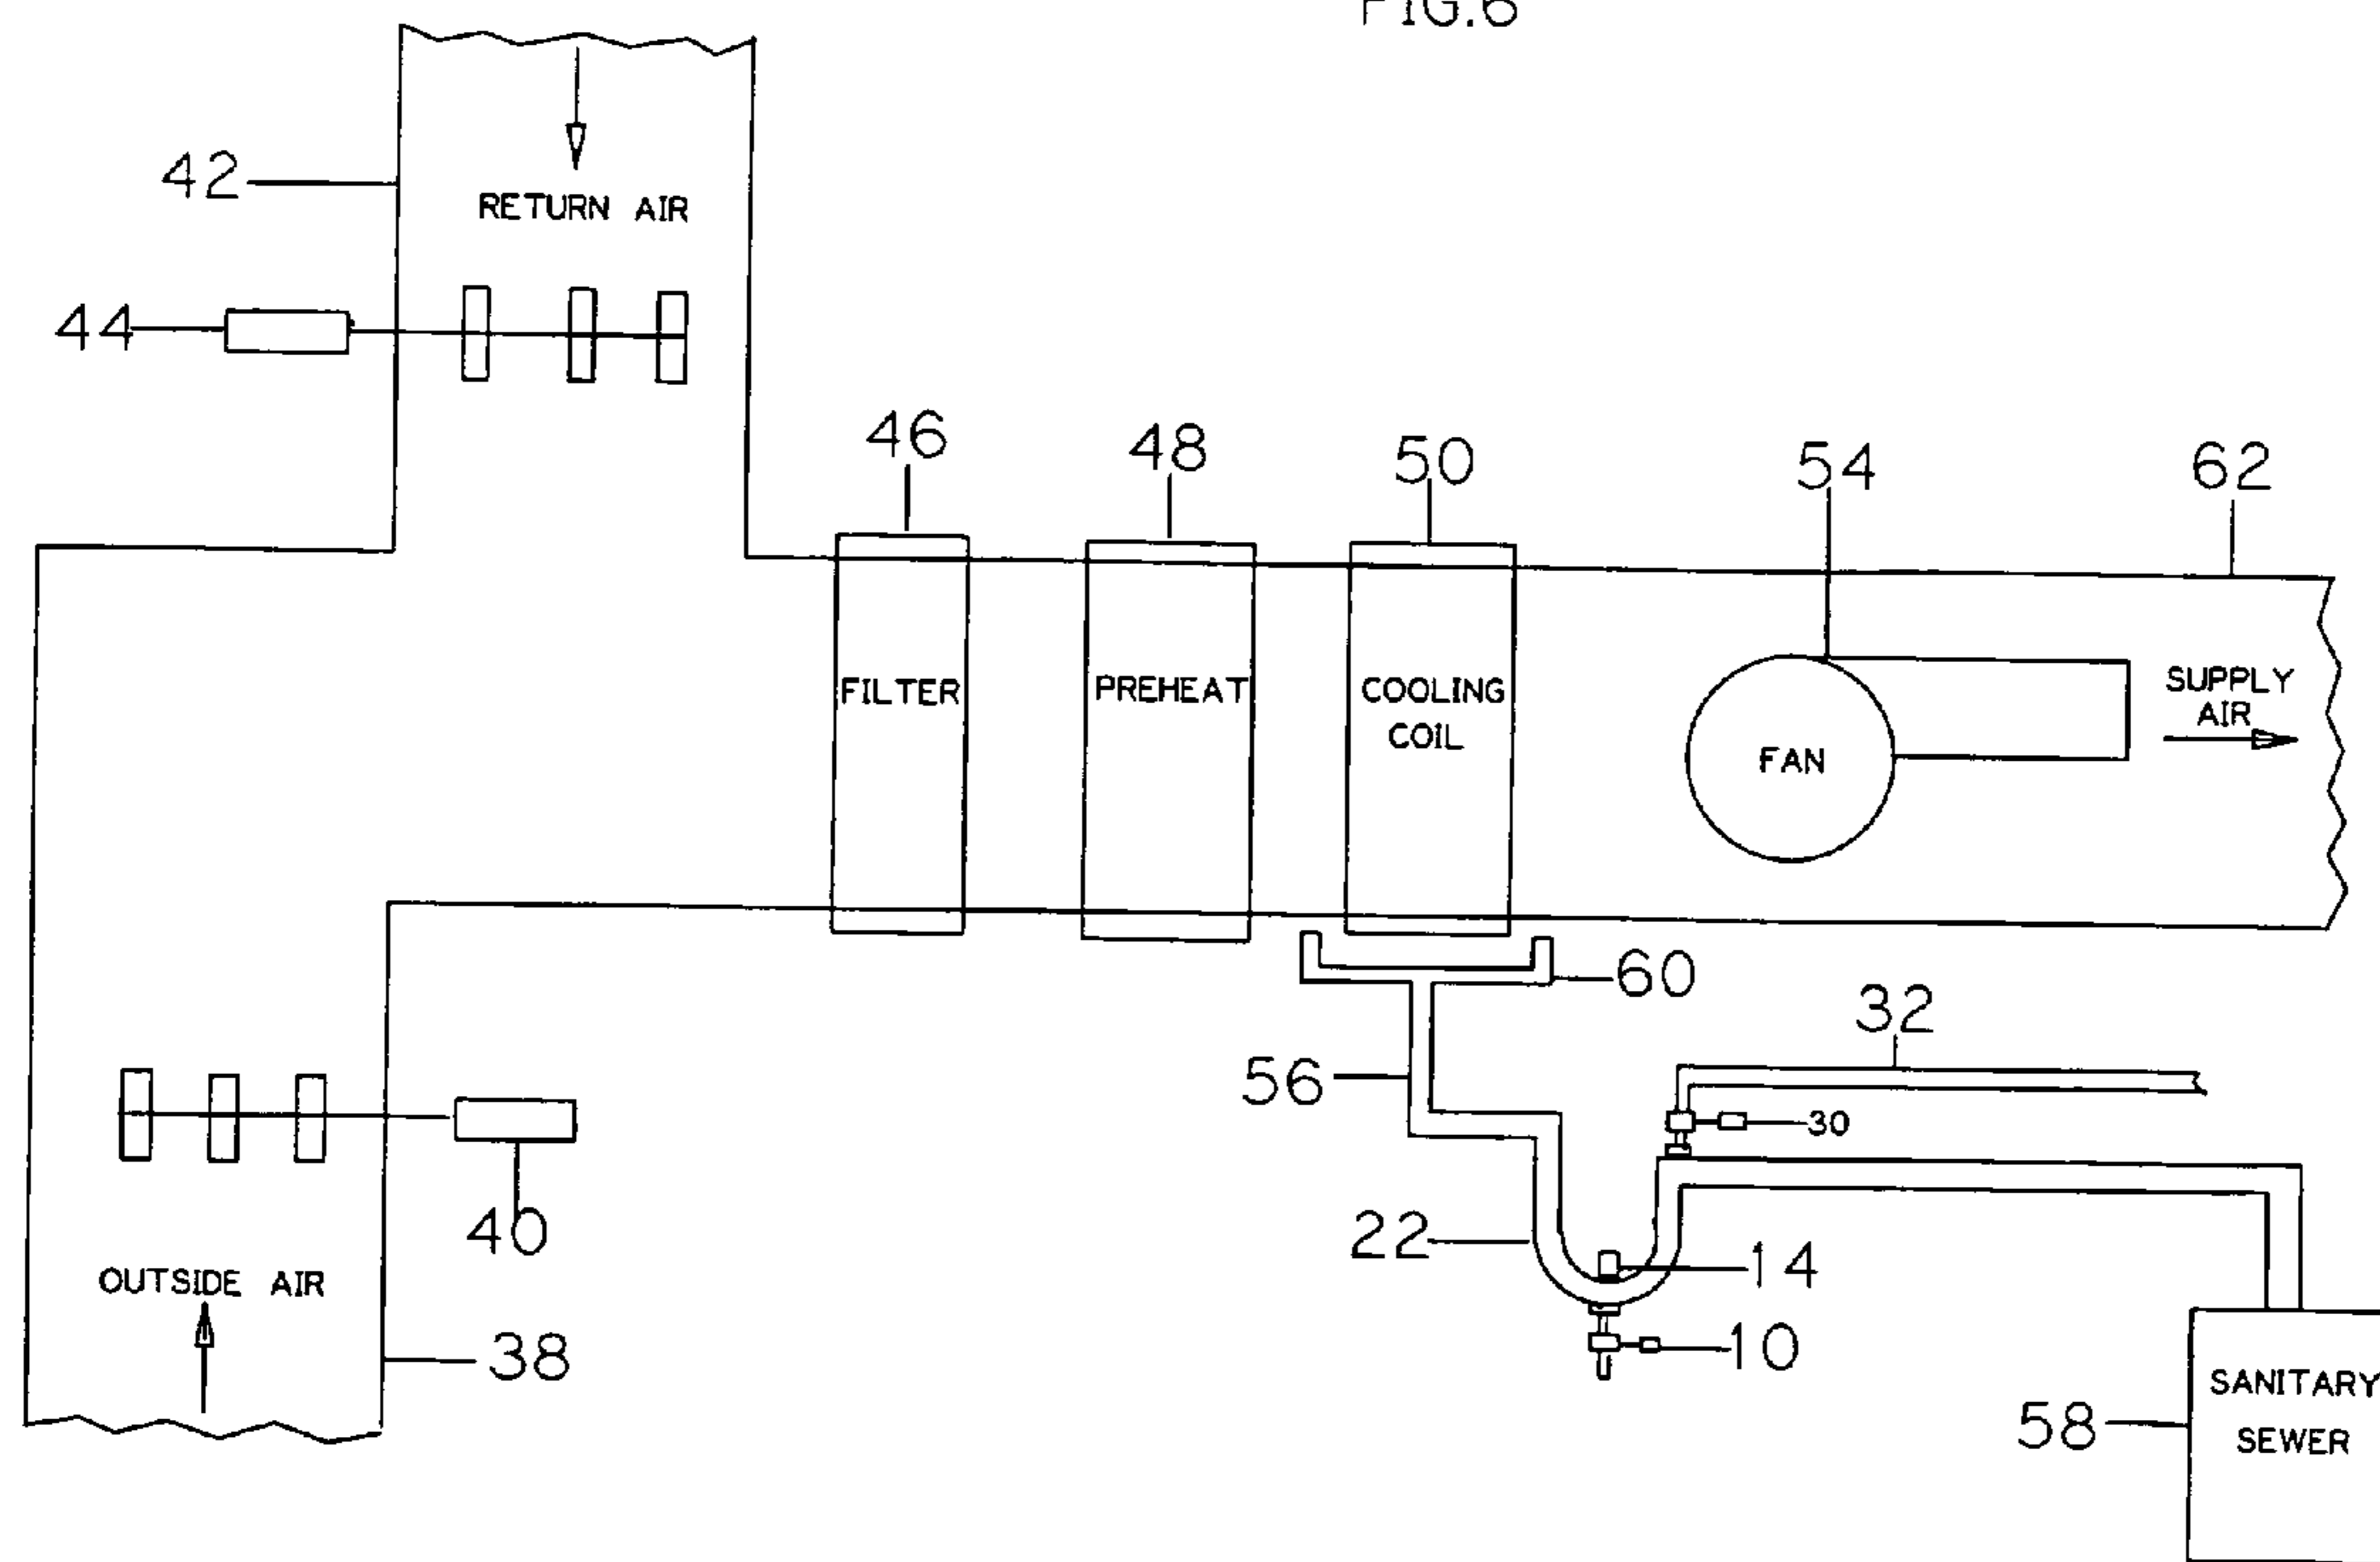 FIG.6
42
RETURN AIR
44
46
48
50
54
62
FILTER
PREHEAT
COOLING
COIL
FAN
SUPPLY
AIR
60
32
56
30
40
22
14
OUTSIDE AIR
10
38
SANITARY
58
SEWER